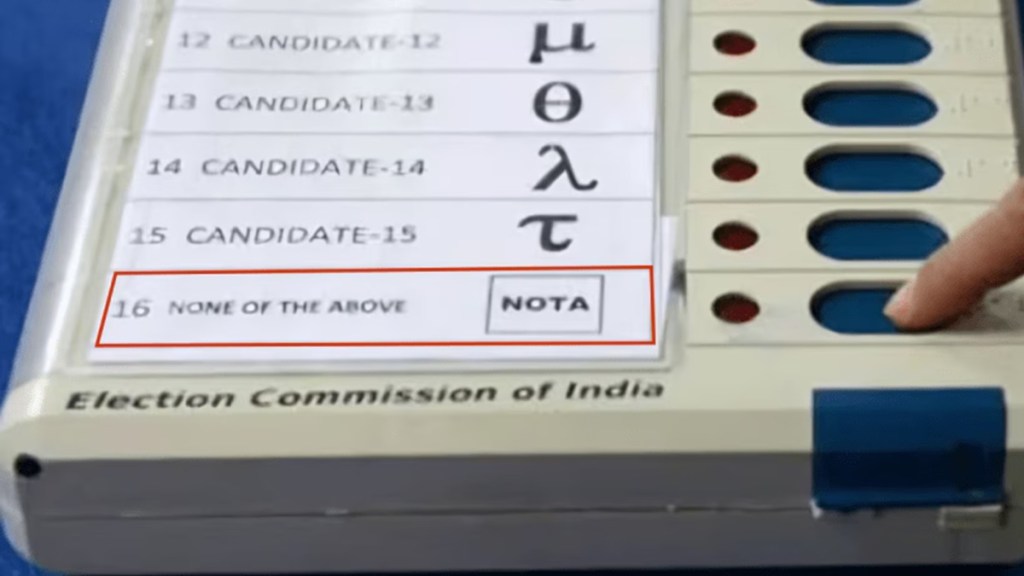 12 CANDIDATE-12 μ
13 CANDIDATE-13 θ
14 CANDIDATE-14 λ
15 CANDIDATE-15 τ
16 NONE OF THE ABOVE NOTA
Election Commission of India